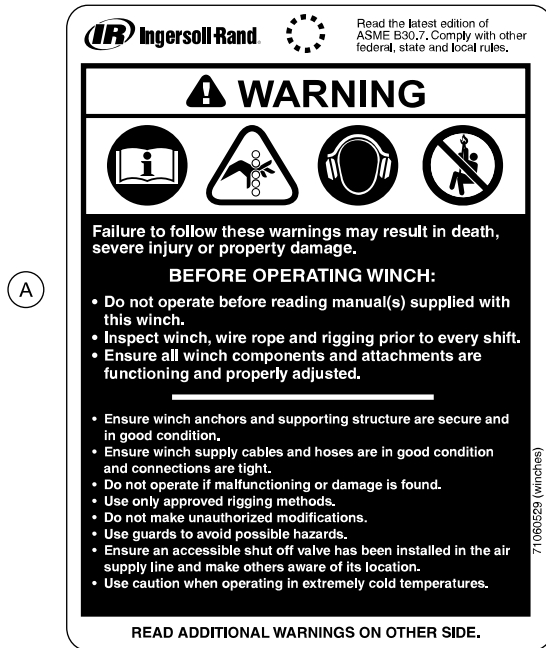 IR Ingersoll Rand®
Read the latest edition of
ASME B30.7. Comply with other
federal, state and local rules.
WARNING
i
Failure to follow these warnings may result in death,
severe injury or property damage.
BEFORE OPERATING WINCH:
• Do not operate before reading manual(s) supplied with
this winch.
• Inspect winch, wire rope and rigging prior to every shift.
• Ensure all winch components and attachments are
functioning and properly adjusted.
A
• Ensure winch anchors and supporting structure are secure and
in good condition.
• Ensure winch supply cables and hoses are in good condition
and connections are tight.
• Do not operate if malfunctioning or damage is found.
• Use only approved rigging methods.
• Do not make unauthorized modifications.
• Use guards to avoid possible hazards.
• Ensure an accessible shut off valve has been installed in the air
supply line and make others aware of its location.
• Use caution when operating in extremely cold temperatures.
71060529 (winches)
READ ADDITIONAL WARNINGS ON OTHER SIDE.